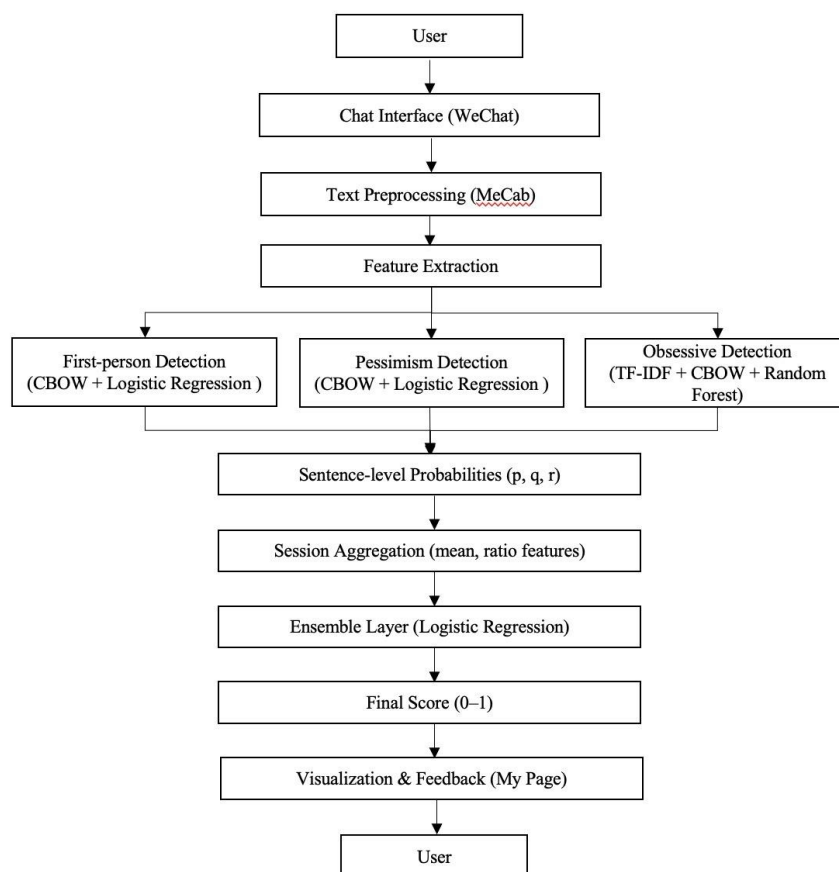 User
Chat Interface (WeChat)
Text Preprocessing (MeCab)
Feature Extraction
First-person Detection
(CBOW + Logistic Regression )
Pessimism Detection
(CBOW + Logistic Regression )
Obsessive Detection
(TF-IDF + CBOW + Random
Forest)
Sentence-level Probabilities (p, q, r)
Session Aggregation (mean, ratio features)
Ensemble Layer (Logistic Regression)
Final Score (0–1)
Visualization & Feedback (My Page)
User